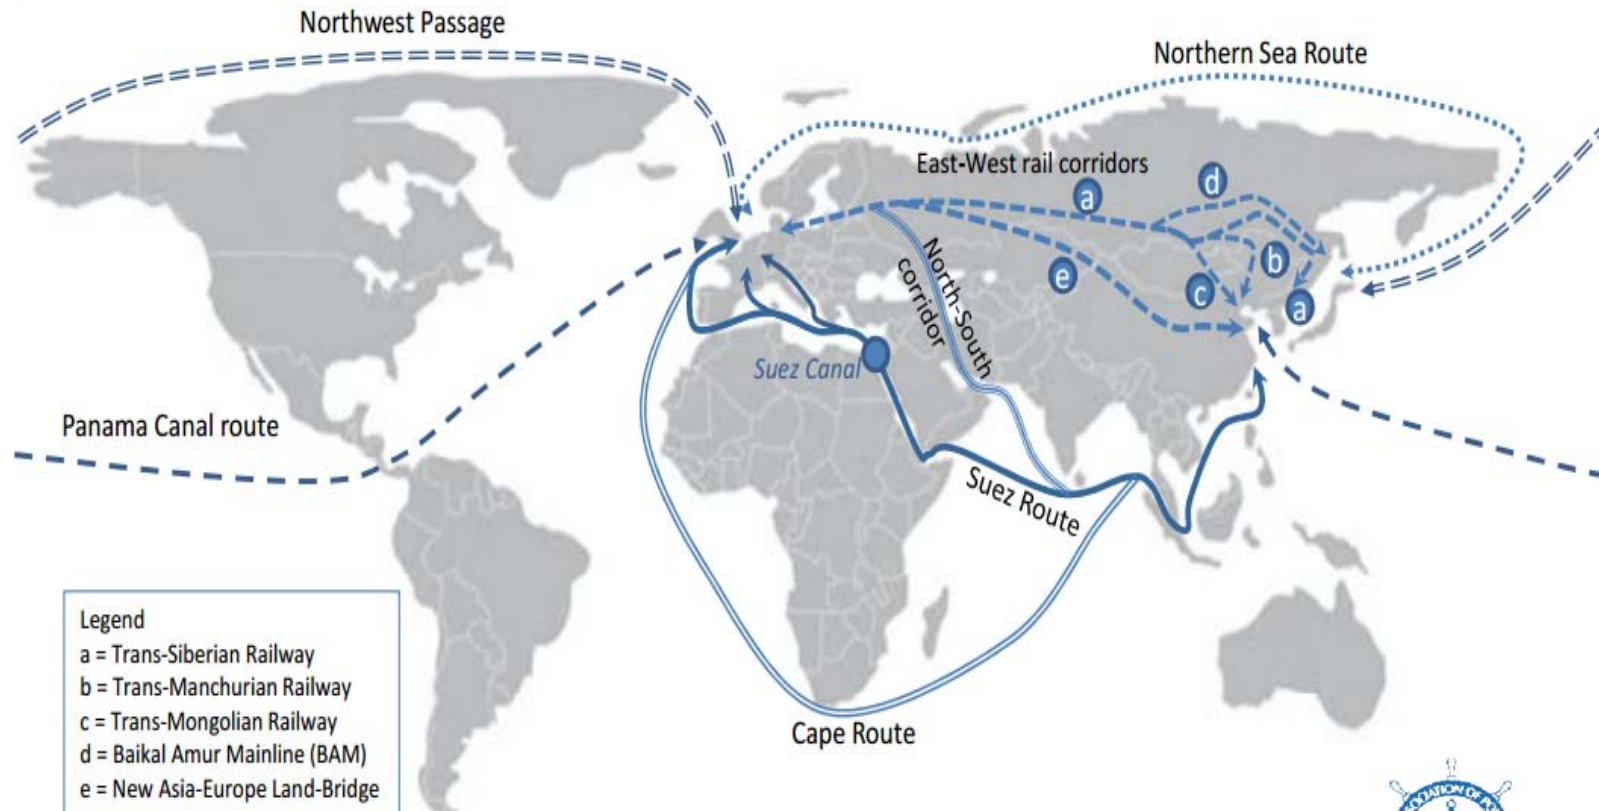 Northwest Passage
Northern Sea Route
East-West rail corridors
a
d
b
e
c
a
North-South
corridor
Suez Canal
Panama Canal route
Suez Route
Cape Route
Legend
a = Trans-Siberian Railway
b = Trans-Manchurian Railway
c = Trans-Mongolian Railway
d = Baikal Amur Mainline (BAM)
e = New Asia-Europe Land-Bridge